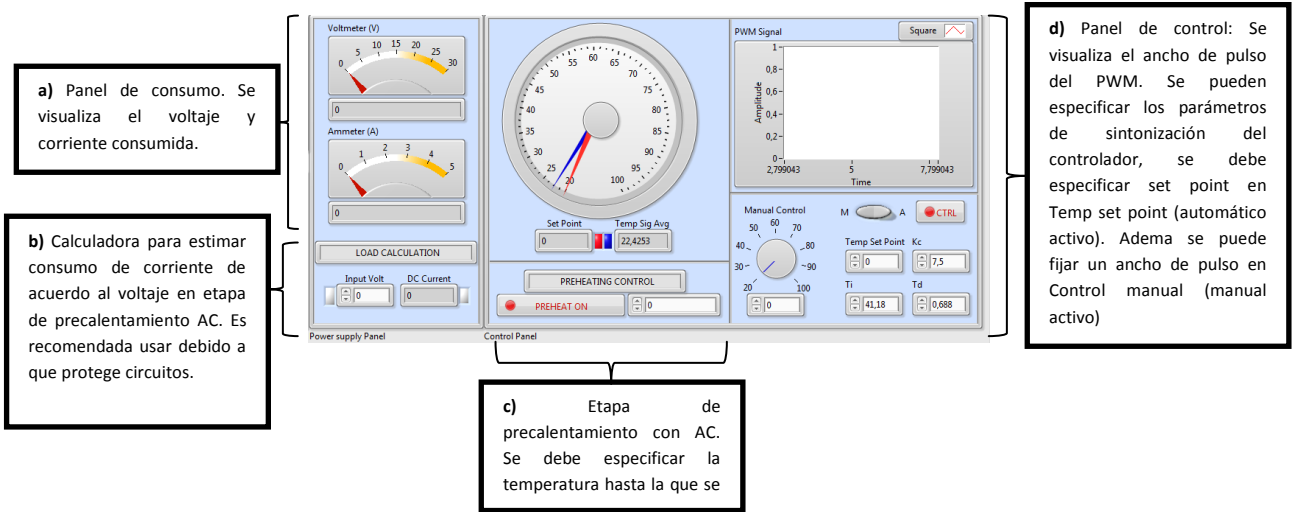 a) Panel de consumo. Se
visualiza el voltaje y
corriente consumida.
b) Calculadora para estimar
consumo de corriente de
acuerdo al voltaje en etapa
de precalentamiento AC. Es
recomendada usar debido a
que protege circuitos.
Voltmeter (V)
0 5 10 15 20 25 30
0
Ammeter (A)
0 1 2 3 4 5
0
LOAD CALCULATION
Input Volt DC Current
0 0
Power supply Panel
20 25 30 35 40 45 50 55 60 65 70 75 80 85 90 95 100
Set Point Temp Sig Avg
0 22,4253
PREHEATING CONTROL
PREHEAT ON 0
Control Panel
PWM Signal Square
Amplitude
1
0,8
0,6
0,4
0,2
0
2,799043 5 7,799043
Time
Manual Control
20 30 40 50 60 70 80 90 100
0
M A CTRL
Temp Set Point Kc
0 7,5
Ti Td
41,18 0,688
c) Etapa de
precalentamiento con AC.
Se debe especificar la
temperatura hasta la que se
d) Panel de control: Se
visualiza el ancho de pulso
del PWM. Se pueden
especificar los parámetros
de sintonización del
controlador, se debe
especificar set point en
Temp set point (automático
activo). Adema se puede
fijar un ancho de pulso en
Control manual (manual
activo)